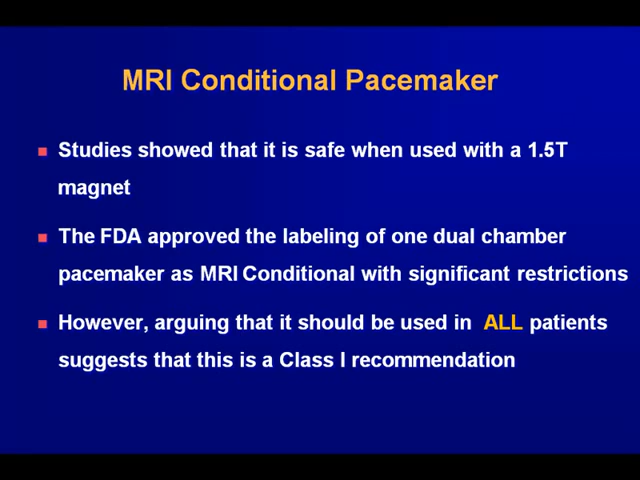 MRI Conditional Pacemaker
Studies showed that it is safe when used with a 1.5T
magnet
The FDA approved the labeling of one dual chamber
pacemaker as MRI Conditional with significant restrictions
However, arguing that it should be used in ALL patients
suggests that this is a Class I recommendation